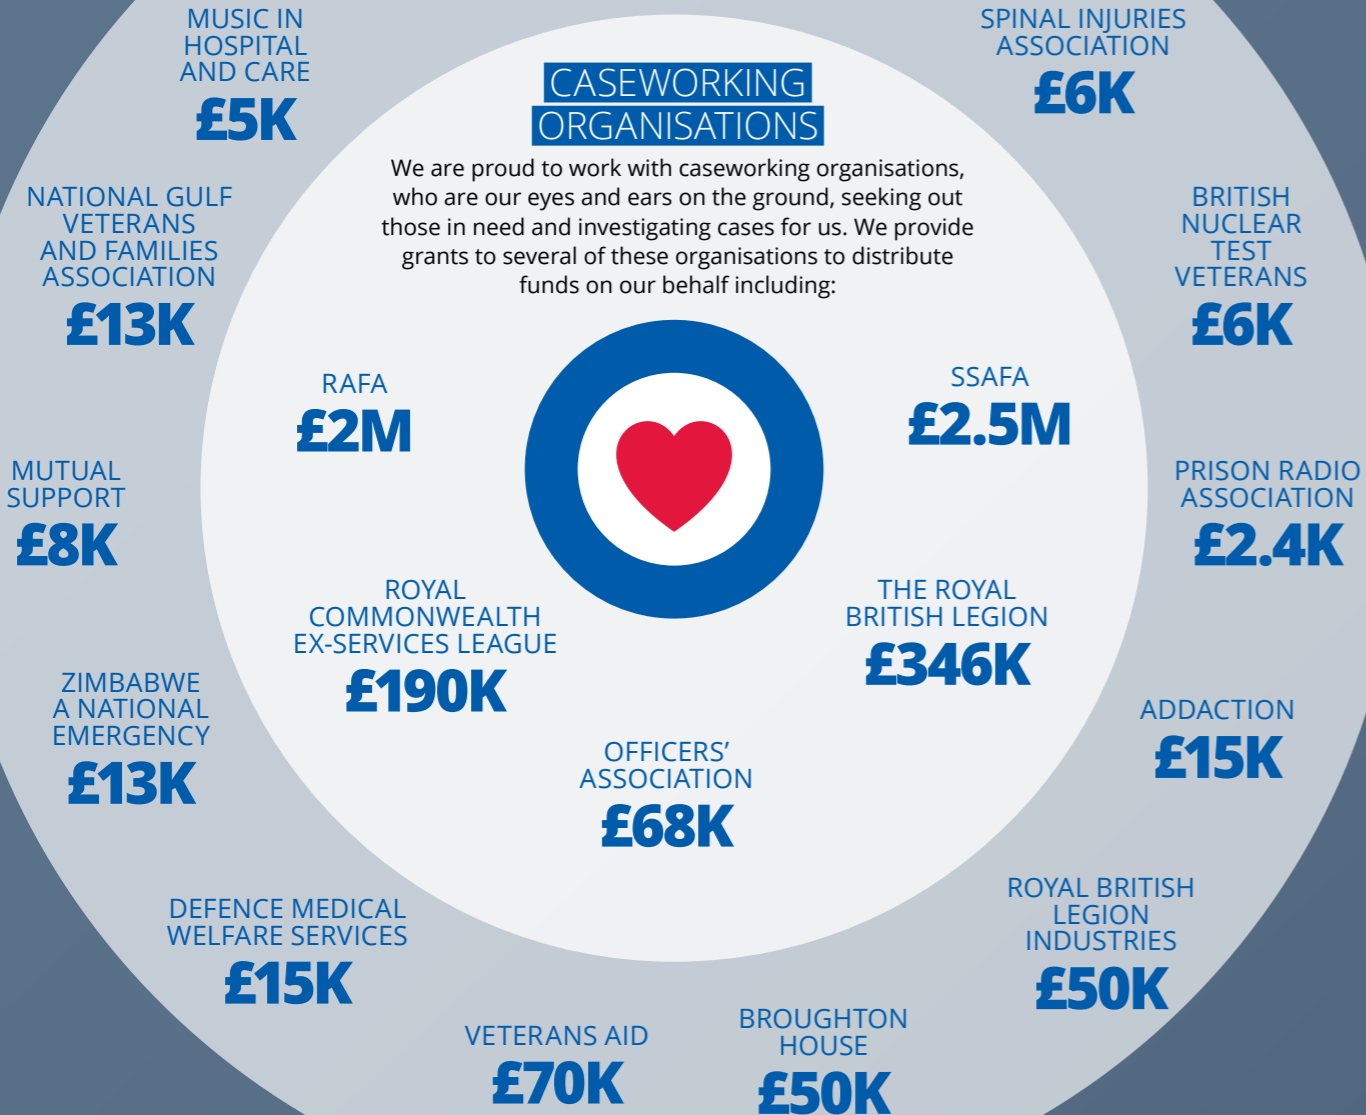 MUSIC IN
HOSPITAL
AND CARE
£5K
SPINAL INJURIES
ASSOCIATION
£6K
CASEWORKING
ORGANISATIONS
We are proud to work with caseworking organisations,
who are our eyes and ears on the ground, seeking out
those in need and investigating cases for us. We provide
grants to several of these organisations to distribute
funds on our behalf including:
NATIONAL GULF
VETERANS
AND FAMILIES
ASSOCIATION
£13K
BRITISH
NUCLEAR
TEST
VETERANS
£6K
RAFA
£2M
SSAFA
£2.5M
MUTUAL
SUPPORT
£8K
PRISON RADIO
ASSOCIATION
£2.4K
ROYAL
COMMONWEALTH
EX-SERVICES LEAGUE
£190K
THE ROYAL
BRITISH LEGION
£346K
ZIMBABWE
A NATIONAL
EMERGENCY
£13K
ADDACTION
£15K
OFFICERS’
ASSOCIATION
£68K
DEFENCE MEDICAL
WELFARE SERVICES
£15K
ROYAL BRITISH
LEGION
INDUSTRIES
£50K
VETERANS AID
£70K
BROUGHTON
HOUSE
£50K